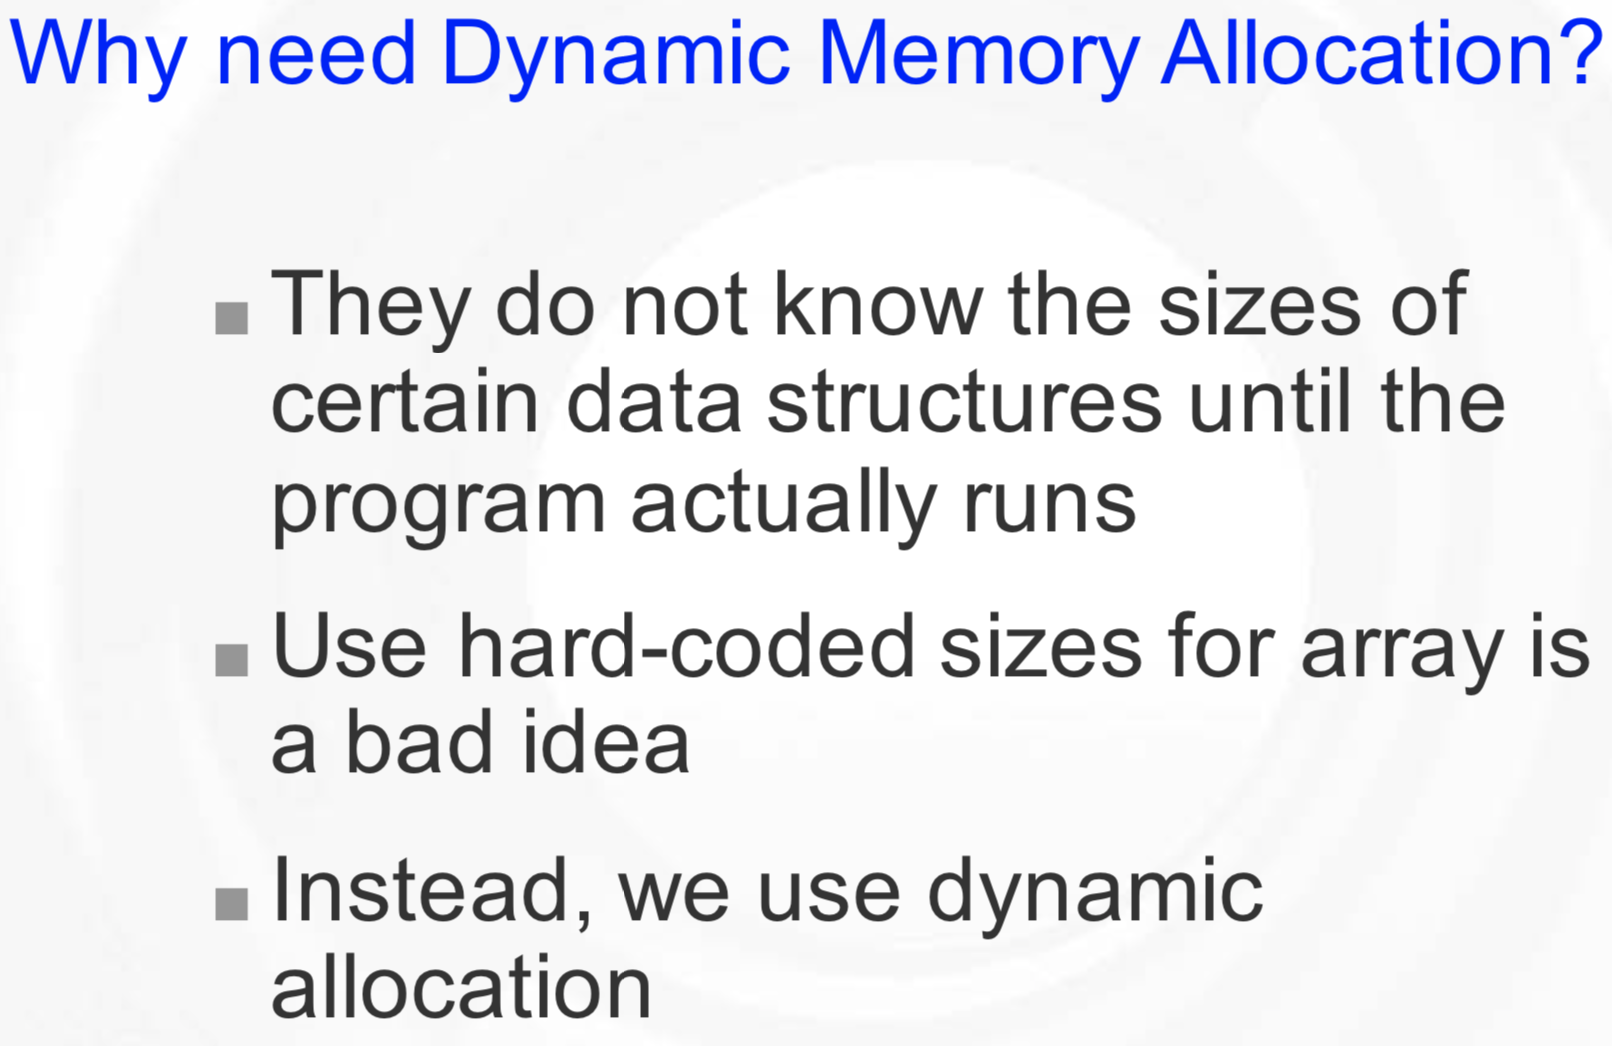 Why need Dynamic Memory Allocation?
They do not know the sizes of
certain data structures until the
program actually runs
Use hard-coded sizes for array is
a bad idea
Instead, we use dynamic
allocation